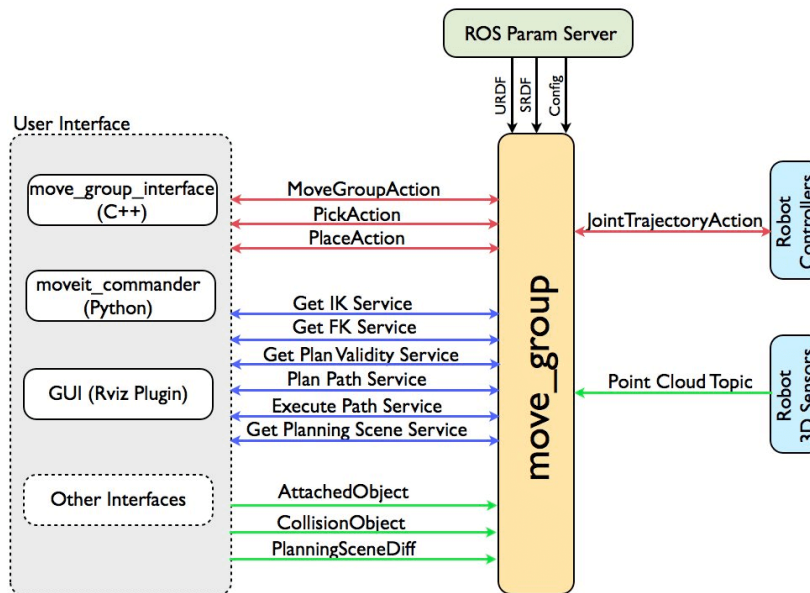 ROS Param Server
URDF
SRDF
Config
User Interface
move_group_interface
(C++)
moveit_commander
(Python)
GUI (Rviz Plugin)
Other Interfaces
MoveGroupAction
PickAction
PlaceAction
Get IK Service
Get FK Service
Get Plan Validity Service
Plan Path Service
Execute Path Service
Get Planning Scene Service
AttachedObject
CollisionObject
PlanningSceneDiff
move_group
JointTrajectoryAction
Point Cloud Topic
Robot
Controllers
Robot
3D Sensors